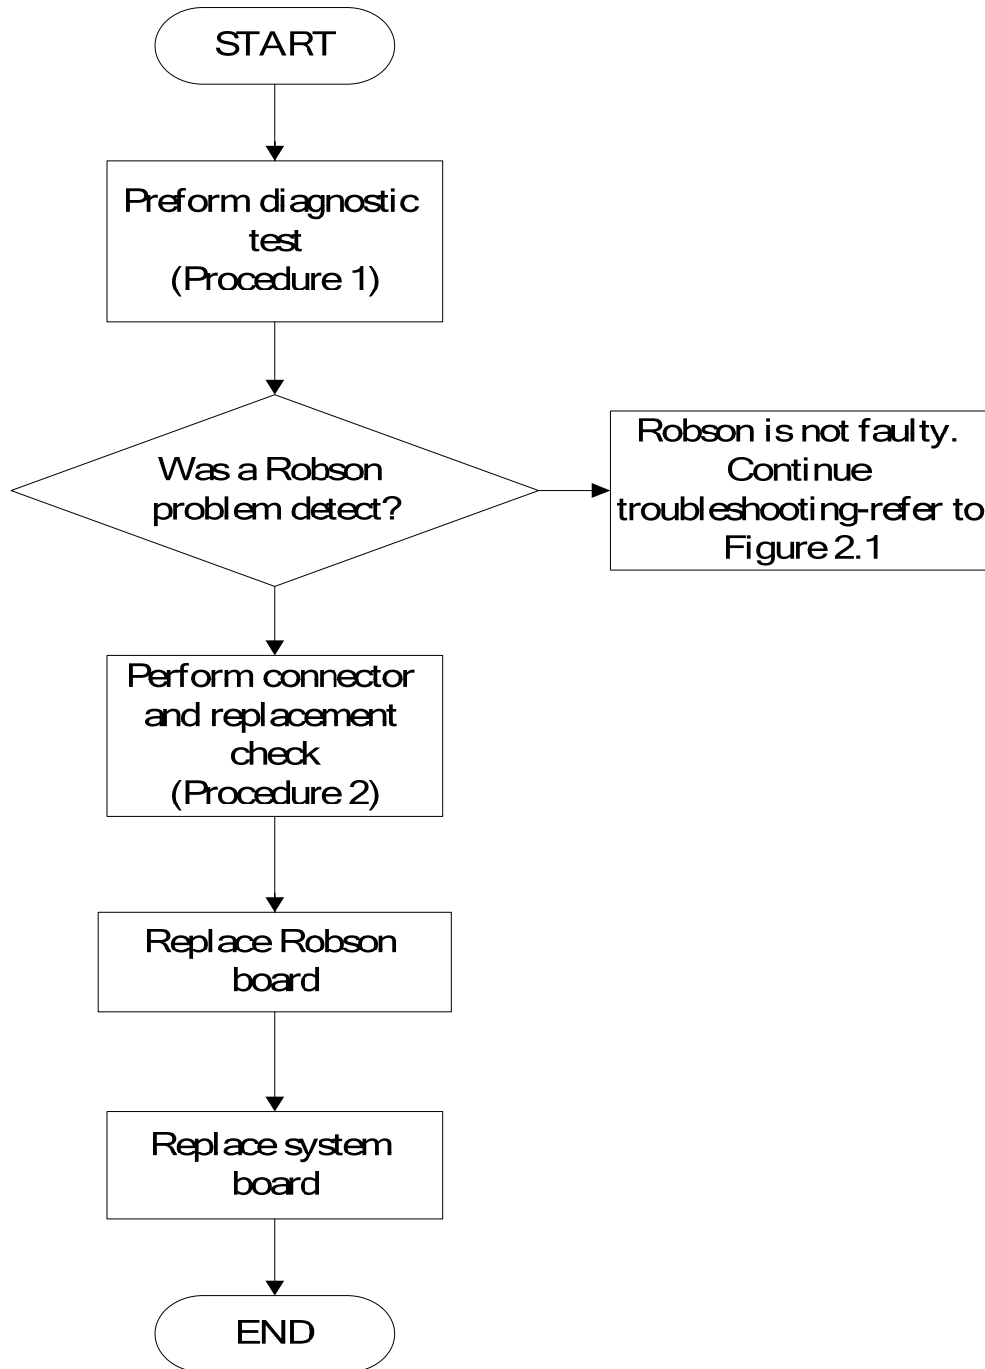 START
Preform diagnostic
test
(Procedure 1)
Was a Robson
problem detect?
Robson is not faulty.
Continue
troubleshooting-refer to
Figure 2.1
Perform connector
and replacement
check
(Procedure 2)
Replace Robson
board
Replace system
board
END